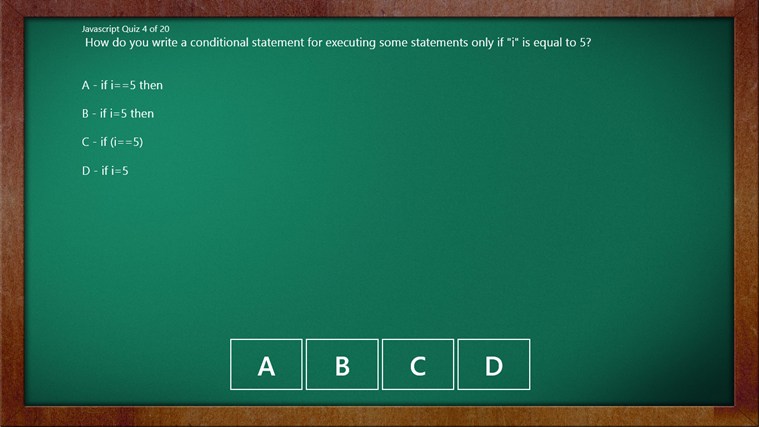 Javascript Quiz 4 of 20
How do you write a conditional statement for executing some statements only if "i" is equal to 5?
A - if i==5 then
B - if i=5 then
C - if (i==5)
D - if i=5
A B C D